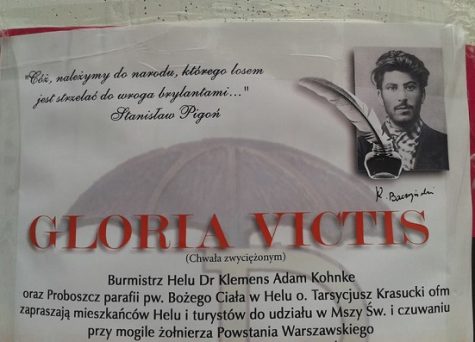 "Cóż, należymy do narodu, którego losem
jest strzelać do wroga brylantami..."
Stanisław Pigoń
K. Baczyński
GLORIA VICTIS
(Chwała zwyciężonym)
Burmistrz Helu Dr Klemens Adam Kohnke
oraz Proboszcz parafii pw. Bożego Ciała w Helu o. Tarsycjusz Krasucki ofm
zapraszają mieszkańców Helu i turystów do udziału w Mszy Św. i czuwaniu
przy mogile żołnierza Powstania Warszawskiego